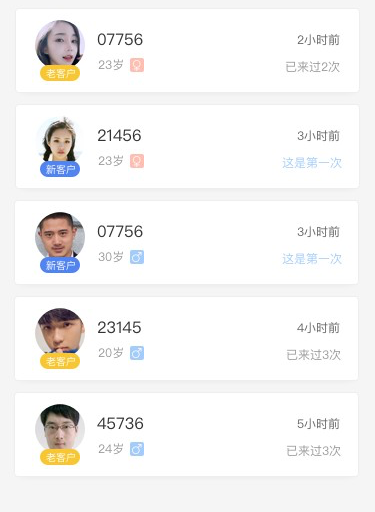 07756
2小时前
23岁
已来过2次
老客户
21456
3小时前
23岁
这是第一次
新客户
07756
3小时前
30岁
这是第一次
新客户
23145
4小时前
20岁
已来过3次
老客户
45736
5小时前
24岁
已来过3次
老客户